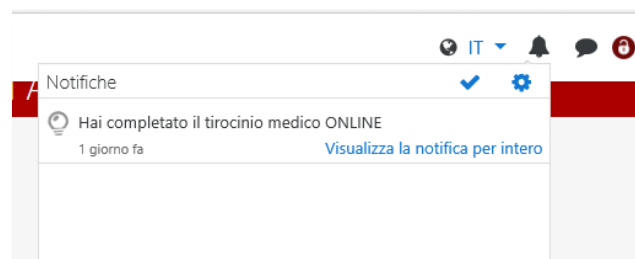 IT
Notifiche
A
Hai completato il tirocinio medico ONLINE
1 giorno fa
Visualizza la notifica per intero